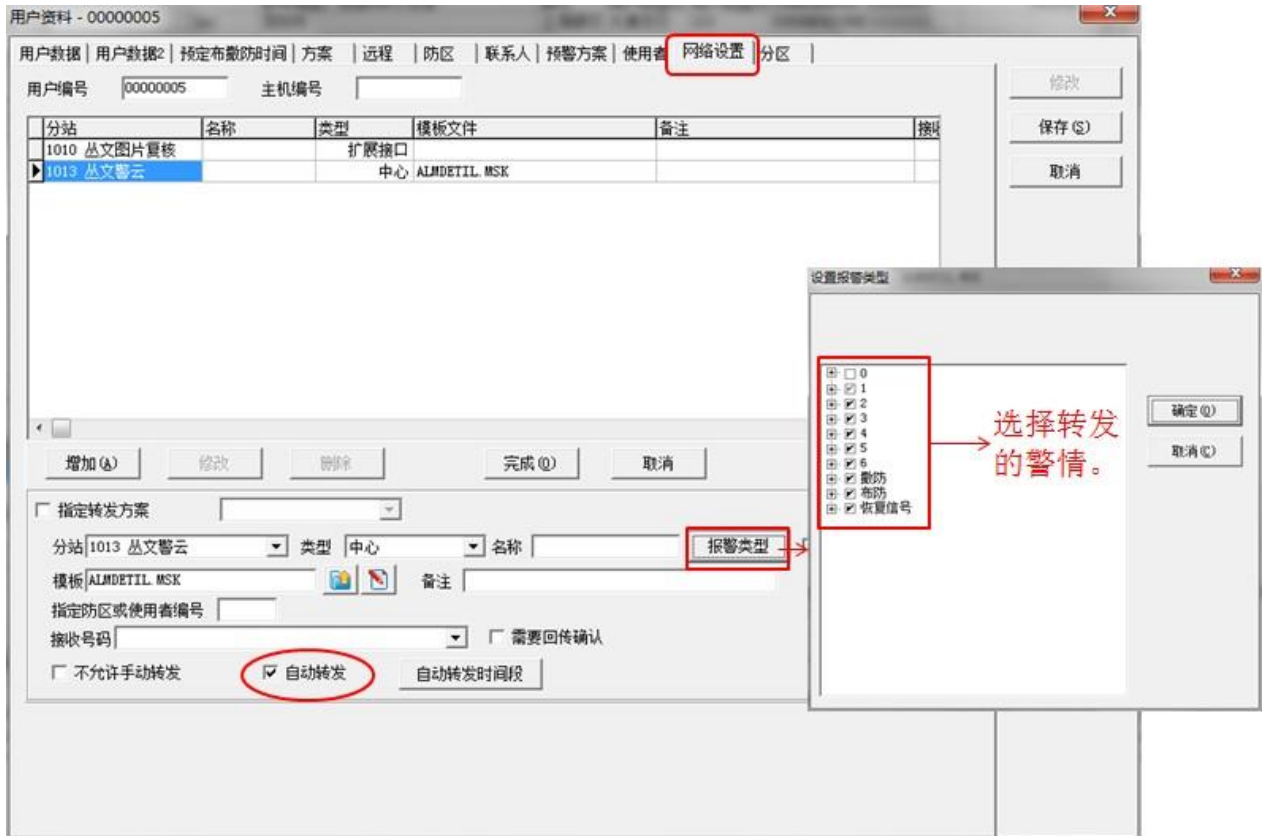 用户资料 - 00000005
用户数据 用户数据2 预定布撤防时间 方案 远程 防区 联系人 预警方案 使用者 网络设置 分区
用户编号 00000005 主机编号
修改
保存(S)
取消
分站 名称 类型 模板文件 备注 接收
1010 丛文图片复核 扩展接口
1013 丛文警云 中心 ALMDETIL.MSK
增加(A) 修改 删除 完成(O) 取消
指定转发方案
分站 1013 丛文警云 类型 中心 名称 报警类型
模板 ALMDETIL.MSK 备注
指定防区或使用者编号
接收号码 需要回传确认
不允许手动转发 自动转发 自动转发时间段
设置报警类型
0
1
2
3
4
5
6
撤防
布防
恢复信号
选择转发
的警情。
确定(O)
取消(C)